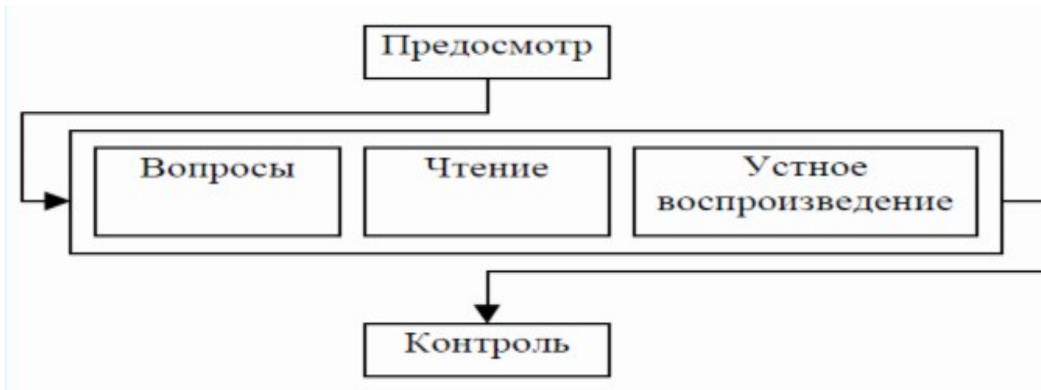 Предосмотр
Вопросы
Чтение
Устное
воспроизведение
Контроль